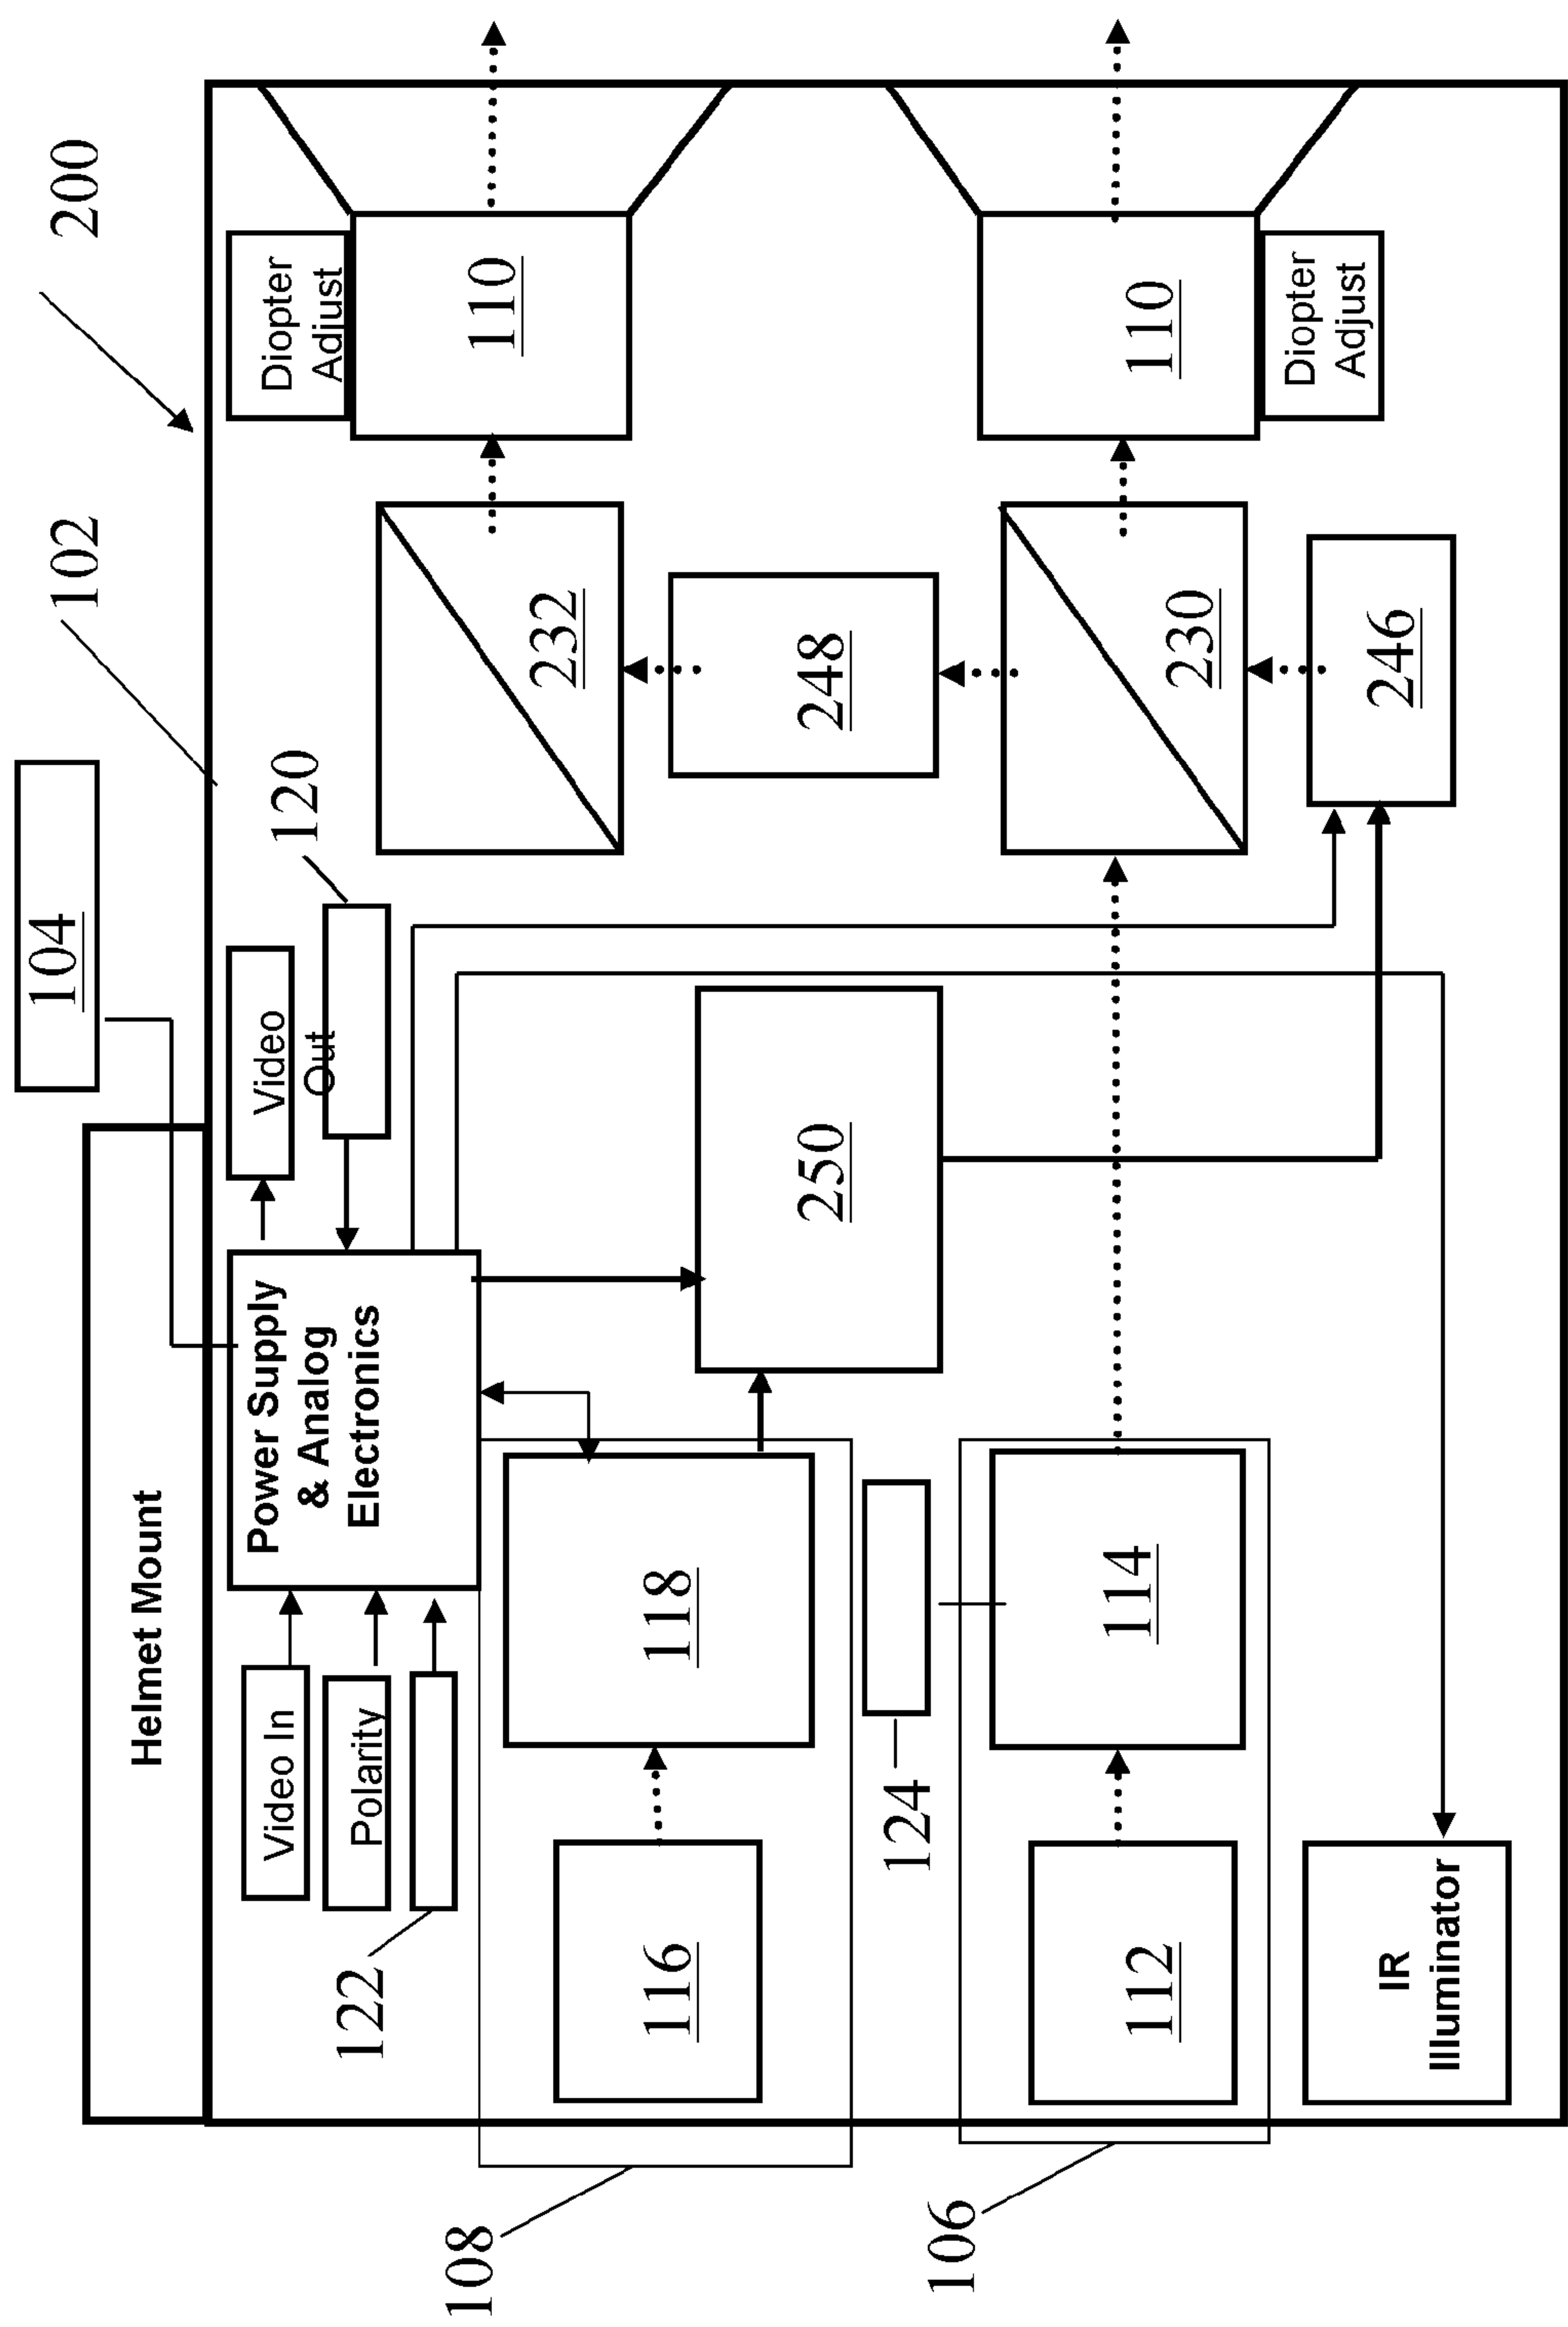 104
102
200
Helmet Mount
Video In
Polarity
122
Power Supply
& Analog
Electronics
Video
Out
120
Diopter
Adjust
108
116
118
250
232
110
248
124
106
112
114
230
110
Diopter
Adjust
246
IR
Illuminator